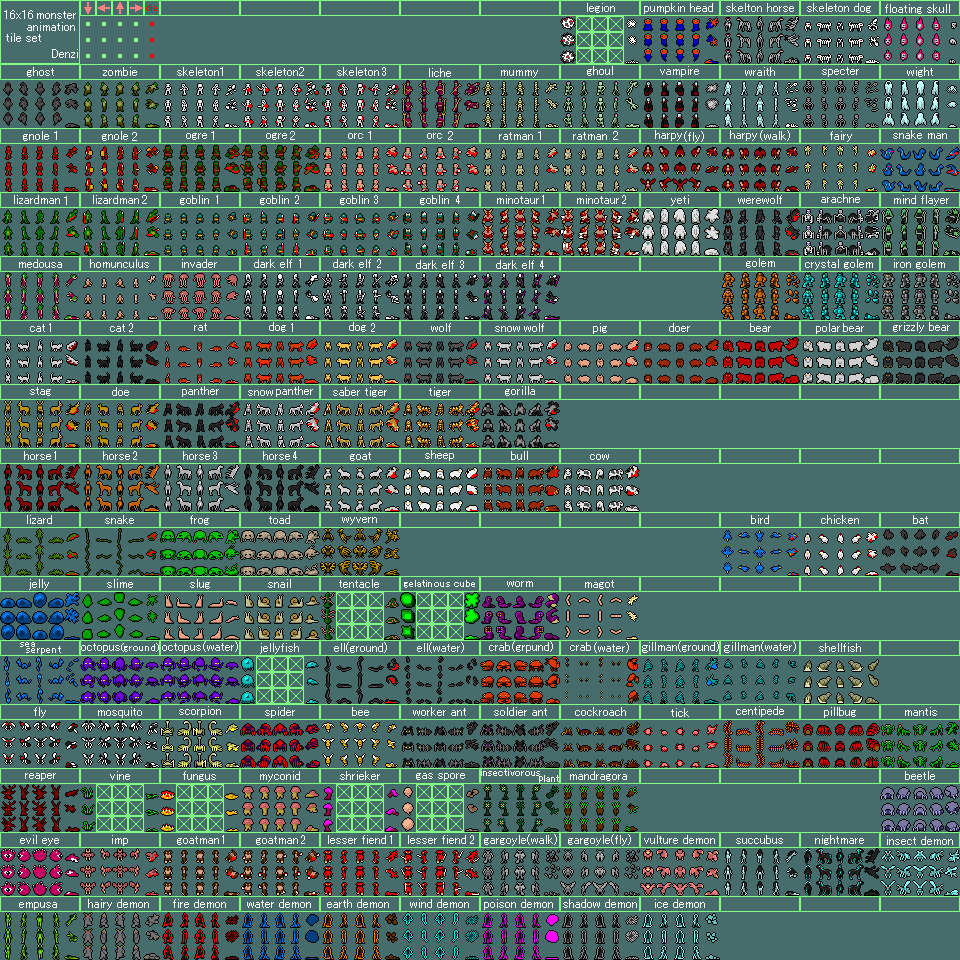 16x16 monster
animation
tile set
Denzi
legion pumpkin head skelton horse skeleton dog floating skull
ghost zombie skeleton1 skeleton2 skeleton3 liche mummy ghoul vampire wraith specter wight
gnole 1 gnole 2 ogre 1 ogre 2 orc 1 orc 2 ratman 1 ratman 2 harpy(fly) harpy(walk) fairy snake man
lizardman 1 lizardman 2 goblin 1 goblin 2 goblin 3 goblin 4 minotaur1 minotaur2 yeti werewolf arachne mind flayer
medousa homunculus invader dark elf 1 dark elf 2 dark elf 3 dark elf 4 golem crystal golem iron golem
cat 1 cat 2 rat dog 1 dog 2 wolf snow wolf pig doer bear polar bear grizzly bear
stag doe panther snow panther saber tiger tiger gorilla
horse1 horse2 horse3 horse4 goat sheep bull cow
lizard snake frog toad wyvern bird chicken bat
jelly slime slug snail tentacle gelatinous cube worm magot
sea
serpent octopus(ground) octopus(water) jellyfish ell(ground) ell(water) crab(grpund) crab(water) gillman(ground) gillman(water) shellfish
fly mosquito scorpion spider bee worker ant soldier ant cockroach tick centipede pillbug mantis
reaper vine fungus myconid shrieker gas spore insectivorous
plant mandragora beetle
evil eye imp goatman1 goatman2 lesser fiend1 lesser fiend 2 gargoyle(walk) gargoyle(fly) vulture demon succubus nightmare insect demon
empusa hairy demon fire demon water demon earth demon wind demon poison demon shadow demon ice demon